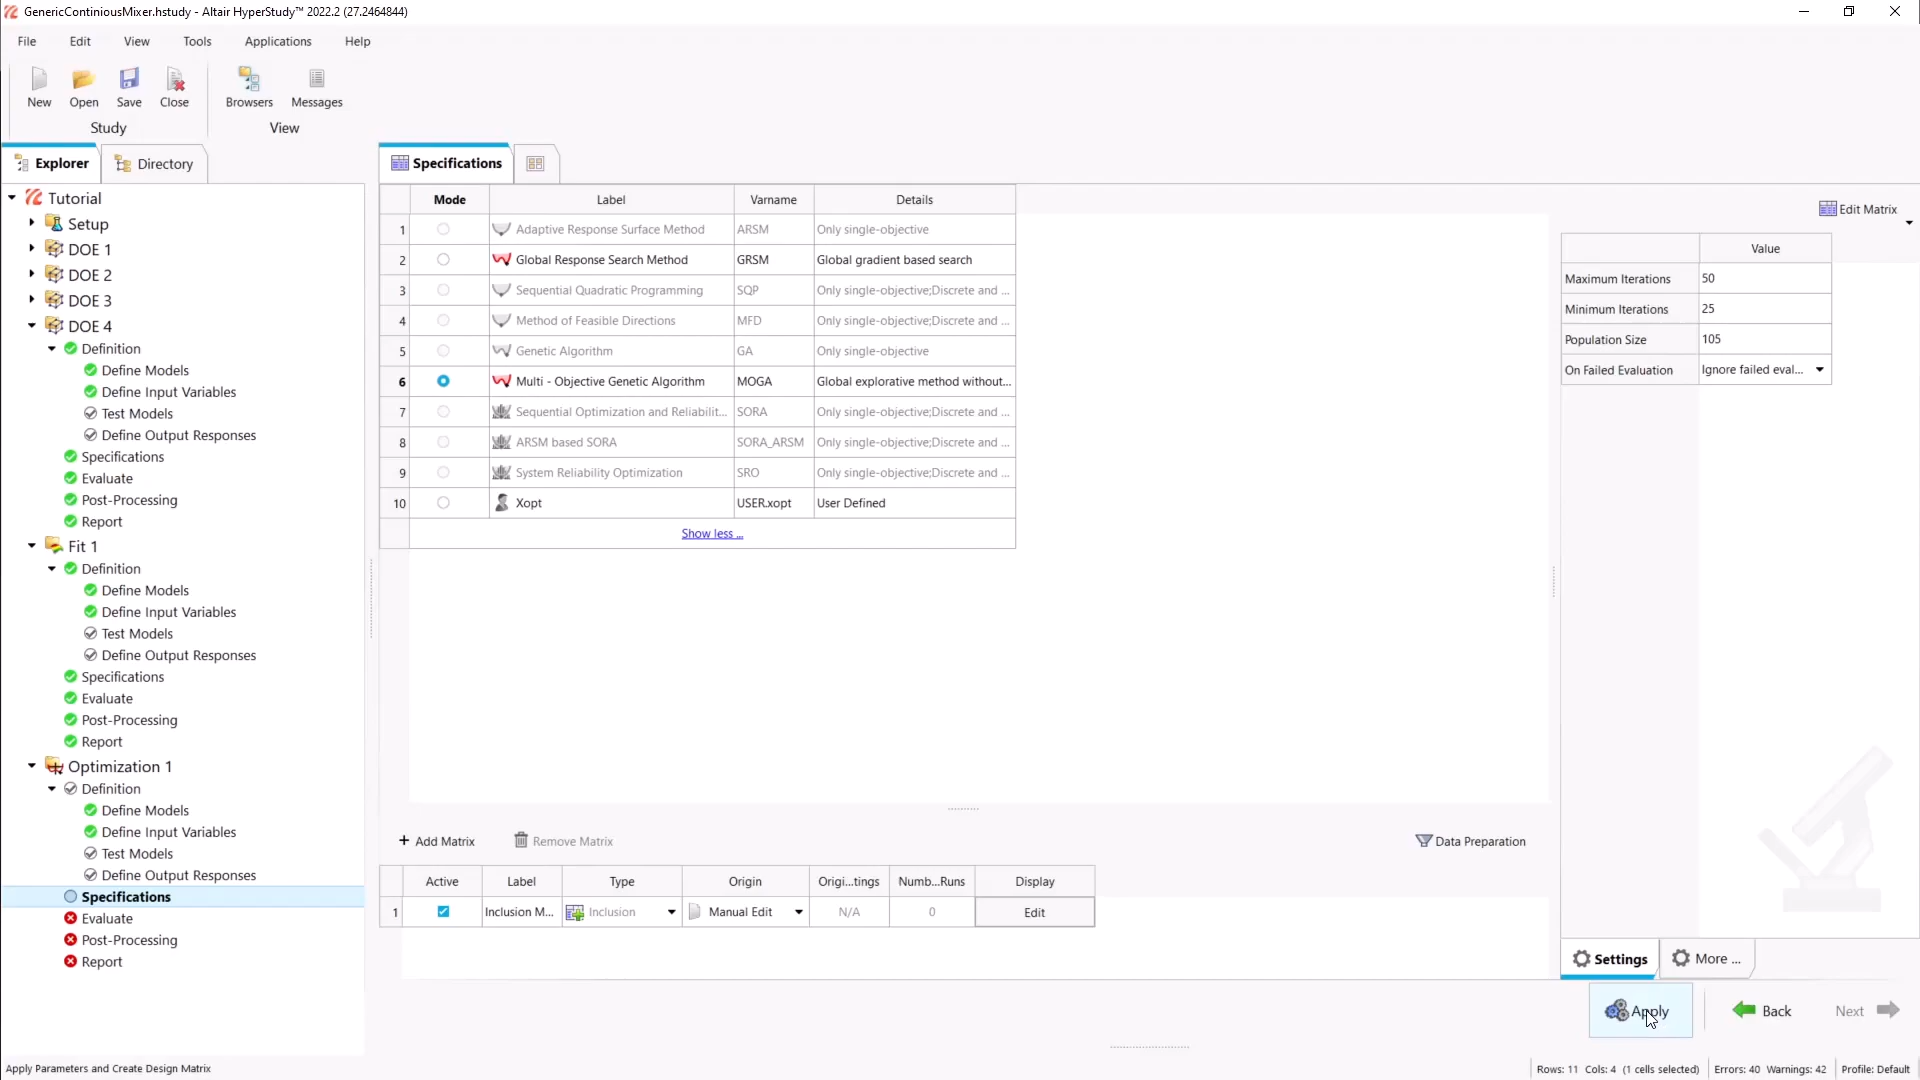 GenericContiniousMixer.hstudy - Altair HyperStudy™ 2022.2 (27.2464844)
File Edit View Tools Applications Help
New Open Save Close Browsers Messages
Study View
Explorer Directory
Specifications
Tutorial
Setup
DOE 1
DOE 2
DOE 3
DOE 4
Definition
Define Models
Define Input Variables
Test Models
Define Output Responses
Specifications
Evaluate
Post-Processing
Report
Fit 1
Definition
Define Models
Define Input Variables
Test Models
Define Output Responses
Specifications
Evaluate
Post-Processing
Report
Optimization 1
Definition
Define Models
Define Input Variables
Test Models
Define Output Responses
Specifications
Evaluate
Post-Processing
Report
Mode Label Varname Details
1 Adaptive Response Surface Method ARSM Only single-objective
2 Global Response Search Method GRSM Global gradient based search
3 Sequential Quadratic Programming SQP Only single-objective;Discrete and ...
4 Method of Feasible Directions MFD Only single-objective;Discrete and ...
5 Genetic Algorithm GA Only single-objective
6 Multi - Objective Genetic Algorithm MOGA Global explorative method without...
7 Sequential Optimization and Reliabilit... SORA Only single-objective;Discrete and ...
8 ARSM based SORA SORA_ARSM Only single-objective;Discrete and ...
9 System Reliability Optimization SRO Only single-objective;Discrete and ...
10 Xopt USER.xopt User Defined
Show less ...
Edit Matrix
Value
Maximum Iterations 50
Minimum Iterations 25
Population Size 105
On Failed Evaluation Ignore failed eval...
Add Matrix Remove Matrix Data Preparation
Active Label Type Origin Origi...tings Numb...Runs Display
1 Inclusion M... Inclusion Manual Edit N/A 0 Edit
Settings More ...
Apply Back Next
Apply Parameters and Create Design Matrix
Rows: 11 Cols: 4 (1 cells selected) Errors: 40 Warnings: 42 Profile: Default